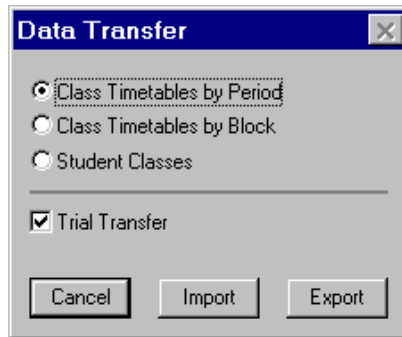 Data Transfer
Class Timetables by Period
Class Timetables by Block
Student Classes
Trial Transfer
Cancel Import Export